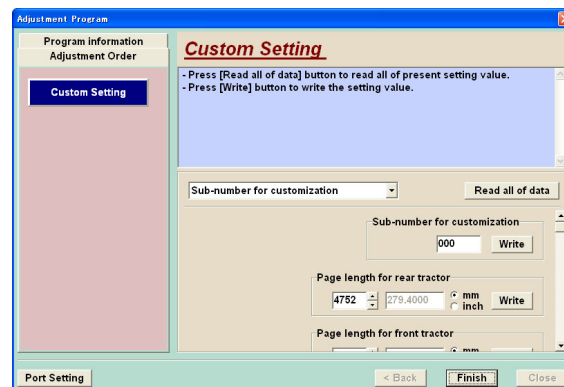 Adjustment Program
Program information
Adjustment Order
Custom Setting
Custom Setting
- Press [Read all of data] button to read all of present setting value.
- Press [Write] button to write the setting value.
Sub-number for customization
Read all of data
Sub-number for customization
000
Write
Page length for rear tractor
4752
279.4000
mm
inch
Write
Page length for front tractor
mm
Port Setting
< Back
Finish
Close